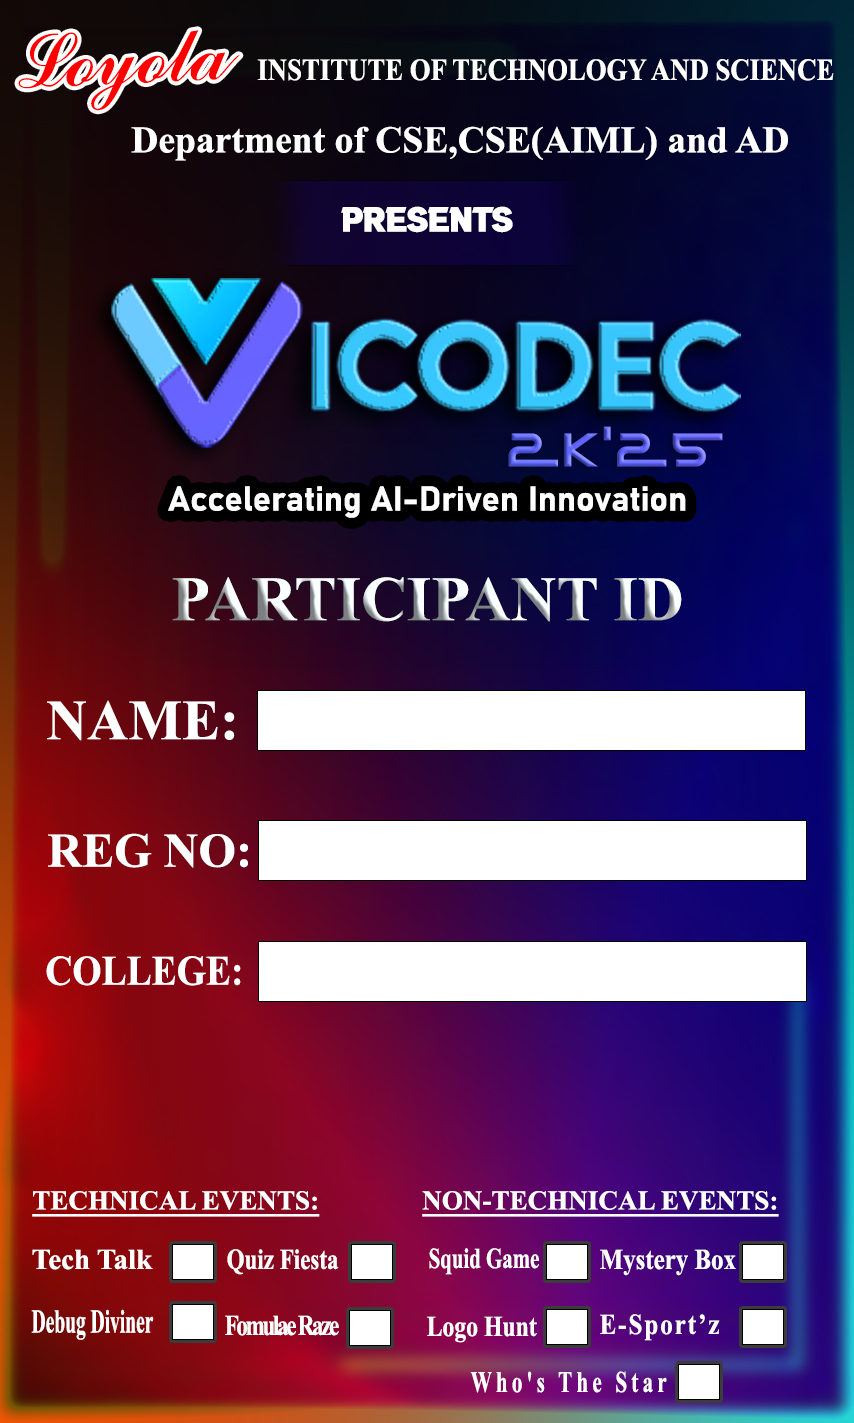 Loyola INSTITUTE OF TECHNOLOGY AND SCIENCE
Department of CSE,CSE(AIML) and AD
PRESENTS
VICODEC
2K'25
Accelerating AI-Driven Innovation
PARTICIPANT ID
NAME:
REG NO:
COLLEGE:
TECHNICAL EVENTS:
Tech Talk Quiz Fiesta
Debug Diviner Fomulae Raze
NON-TECHNICAL EVENTS:
Squid Game Mystery Box
Logo Hunt E-Sport’z
Who's The Star